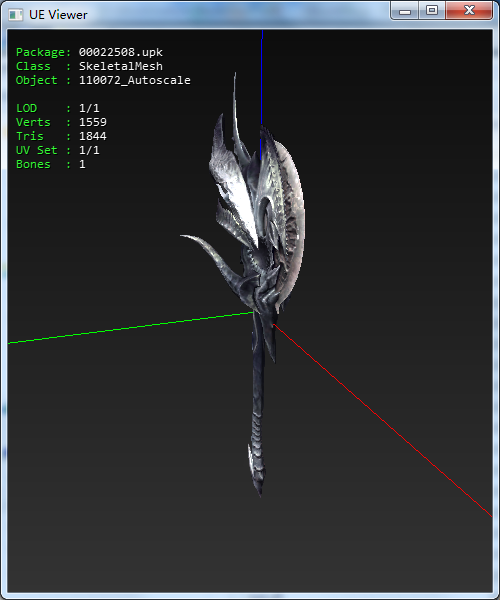 UE Viewer
Package: 00022508.upk
Class : SkeletalMesh
Object : 110072_Autoscale
LOD : 1/1
Verts : 1559
Tris : 1844
UV Set : 1/1
Bones : 1